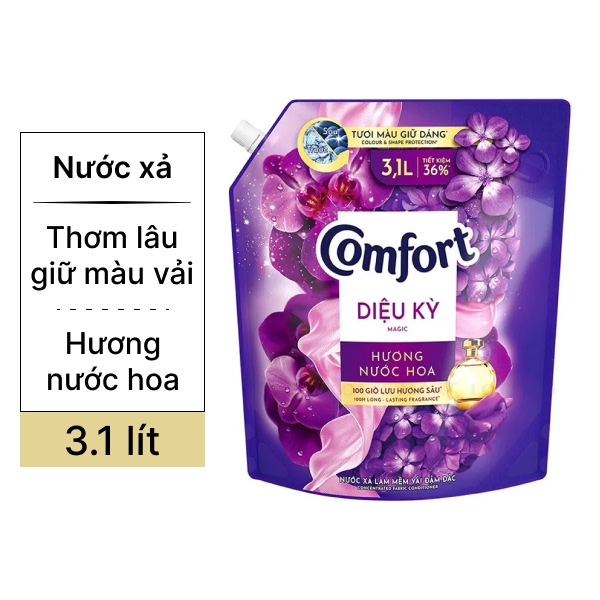 Nước xả
Thơm lâu
giữ màu vải
Hương
nước hoa
3.1 lít
Sau
Trước
TƯƠI MÀU GIỮ DÁNG*
COLOUR & SHAPE PROTECTION*
3,1L
TIẾT KIỆM
36%*
Comfort
DIỆU KỲ
MAGIC
HƯƠNG
NƯỚC HOA
100 GIỜ LƯU HƯƠNG SÂU*
100H LONG - LASTING FRAGRANCE*
NƯỚC XẢ LÀM MỀM VẢI ĐẬM ĐẶC
CONCENTRATED FABRIC CONDITIONER